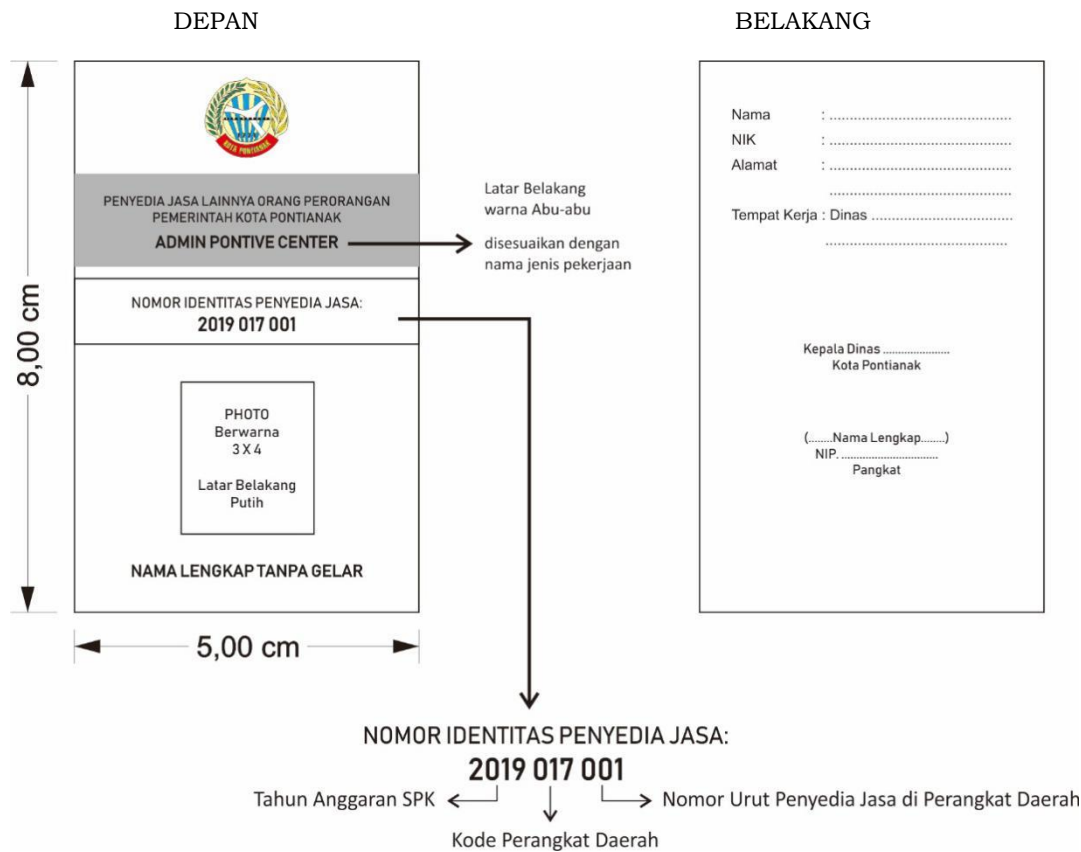 DEPAN
BELAKANG
KOTA PONTIANAK
PENYEDIA JASA LAINNYA ORANG PERORANGAN
PEMERINTAH KOTA PONTIANAK
ADMIN PONTIVE CENTER
Latar Belakang
warna Abu-abu
disesuaikan dengan
nama jenis pekerjaan
NOMOR IDENTITAS PENYEDIA JASA:
2019 017 001
PHOTO
Berwarna
3 X 4
Latar Belakang
Putih
NAMA LENGKAP TANPA GELAR
8,00 cm
5,00 cm
Nama : ..........................................
NIK : ..........................................
Alamat : ..........................................
..........................................
Tempat Kerja : Dinas .................................
..........................................
Kepala Dinas ......................
Kota Pontianak
(........Nama Lengkap........)
NIP. ................................
Pangkat
NOMOR IDENTITAS PENYEDIA JASA:
2019 017 001
Tahun Anggaran SPK
Nomor Urut Penyedia Jasa di Perangkat Daerah
Kode Perangkat Daerah